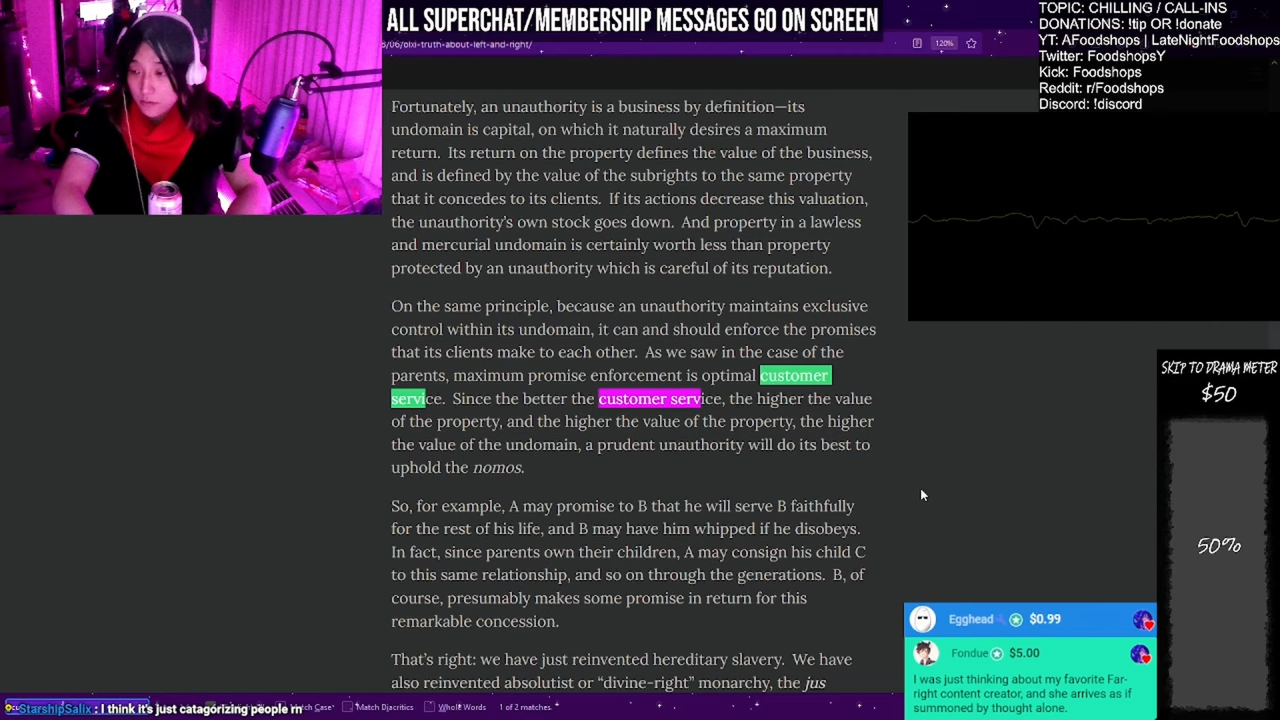 ALL SUPERCHAT/MEMBERSHIP MESSAGES GO ON SCREEN
/06/olxi-truth-about-left-and-right/
120%
TOPIC: CHILLING / CALL-INS
DONATIONS: !tip OR !donate
YT: AFoodshops | LateNightFoodshops
Twitter: FoodshopsY
Kick: Foodshops
Reddit: r/Foodshops
Discord: !discord
Fortunately, an unauthority is a business by definition—its
undomain is capital, on which it naturally desires a maximum
return. Its return on the property defines the value of the business,
and is defined by the value of the subrights to the same property
that it concedes to its clients. If its actions decrease this valuation,
the unauthority's own stock goes down. And property in a lawless
and mercurial undomain is certainly worth less than property
protected by an unauthority which is careful of its reputation.
On the same principle, because an unauthority maintains exclusive
control within its undomain, it can and should enforce the promises
that its clients make to each other. As we saw in the case of the
parents, maximum promise enforcement is optimal customer
service. Since the better the customer service, the higher the value
of the property, and the higher the value of the property, the higher
the value of the undomain, a prudent unauthority will do its best to
uphold the nomos.
So, for example, A may promise to B that he will serve B faithfully
for the rest of his life, and B may have him whipped if he disobeys.
In fact, since parents own their children, A may consign his child C
to this same relationship, and so on through the generations. B, of
course, presumably makes some promise in return for this
remarkable concession.
That's right: we have just reinvented hereditary slavery. We have
also reinvented absolutist or "divine-right" monarchy, the jus
SKIP TO DRAMA METER
$50
50%
Egghead $0.99
Fondue $5.00
I was just thinking about my favorite Far-
right content creator, and she arrives as if
summoned by thought alone.
StarshipSalix : I think it's just catagorizing people rn
Match Case
Match Diacritics
Whole Words
1 of 2 matches.